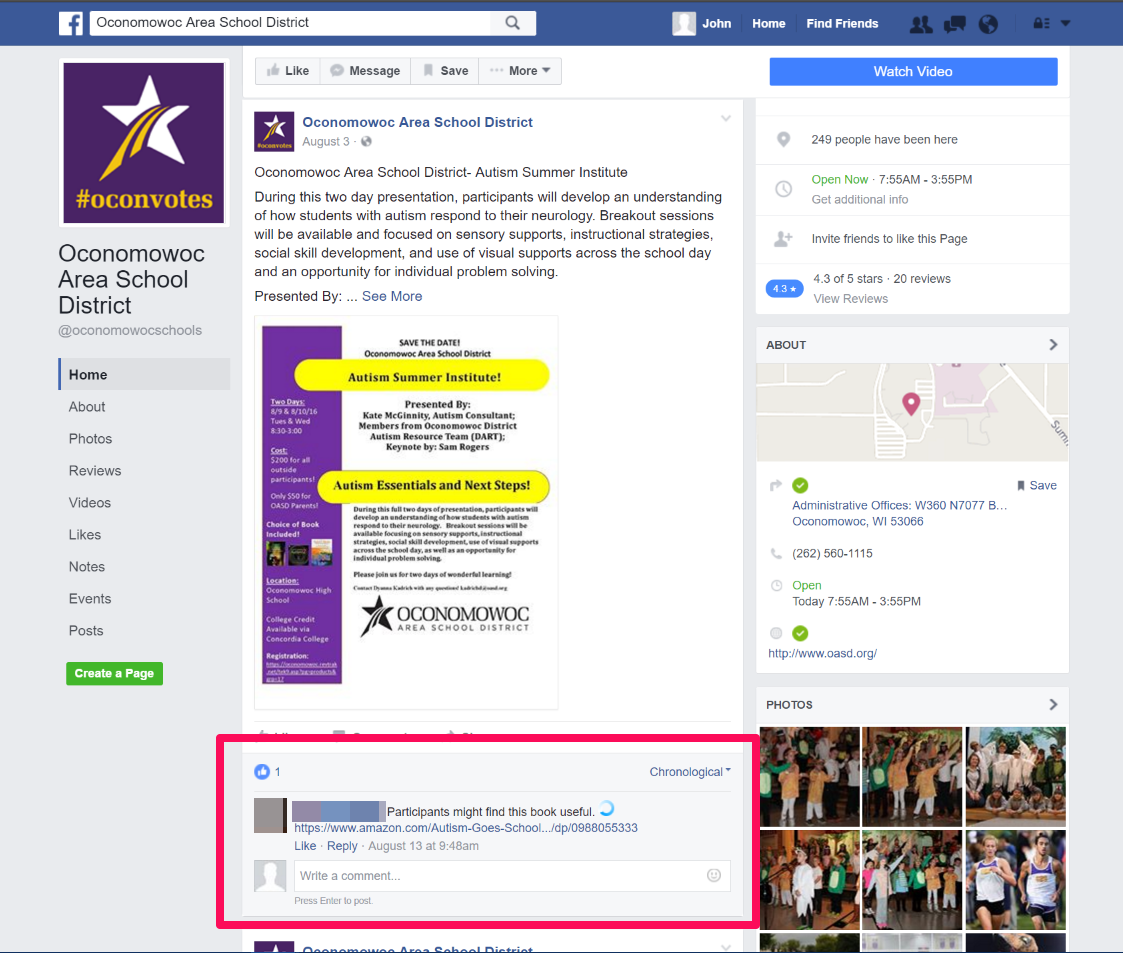 Oconomowoc Area School District
John Home Find Friends
#oconvotes
Oconomowoc
Area School
District
@oconomowocschools
Home
About
Photos
Reviews
Videos
Likes
Notes
Events
Posts
Create a Page
Like Message Save More
#oconvotes
Oconomowoc Area School District
August 3 ·
Oconomowoc Area School District- Autism Summer Institute
During this two day presentation, participants will develop an understanding
of how students with autism respond to their neurology. Breakout sessions
will be available and focused on sensory supports, instructional strategies,
social skill development, and use of visual supports across the school day
and an opportunity for individual problem solving.
Presented By: ... See More
SAVE THE DATE!
Oconomowoc Area School District
Autism Summer Institute!
Two Days:
8/9 & 8/10/16
Tues & Wed
8:30-3:00
Cost:
$200 for all
outside
participants!
Only $50 for
OASD Parents!
Choice of Book
Included!
Location:
Oconomowoc High
School
College Credit
Available via
Concordia College
Registration:
Presented By:
Kate McGinnity, Autism Consultant;
Members from Oconomowoc District
Autism Resource Team (DART);
Keynote by: Sam Rogers
Autism Essentials and Next Steps!
During this full two days of presentation, participants will
develop an understanding of how students with autism
respond to their neurology. Breakout sessions will be
available focusing on sensory supports, instructional
strategies, social skill development, use of visual supports
across the school day, as well as an opportunity for
individual problem solving.
Please join us for two days of wonderful learning!
Contact Dyanna Kadrich with any questions!
OCONOMOWOC
AREA SCHOOL DISTRICT
1
Chronological
Participants might find this book useful.
https://www.amazon.com/Autism-Goes-School.../dp/0988055333
Like · Reply · August 13 at 9:48am
Write a comment...
Press Enter to post.
Oconomowoc Area School District
Watch Video
249 people have been here
Open Now · 7:55AM - 3:55PM
Get additional info
Invite friends to like this Page
4.3 ★
4.3 of 5 stars · 20 reviews
View Reviews
ABOUT
Summ
Save
Administrative Offices: W360 N7077 B...
Oconomowoc, WI 53066
(262) 560-1115
Open
Today 7:55AM - 3:55PM
http://www.oasd.org/
PHOTOS